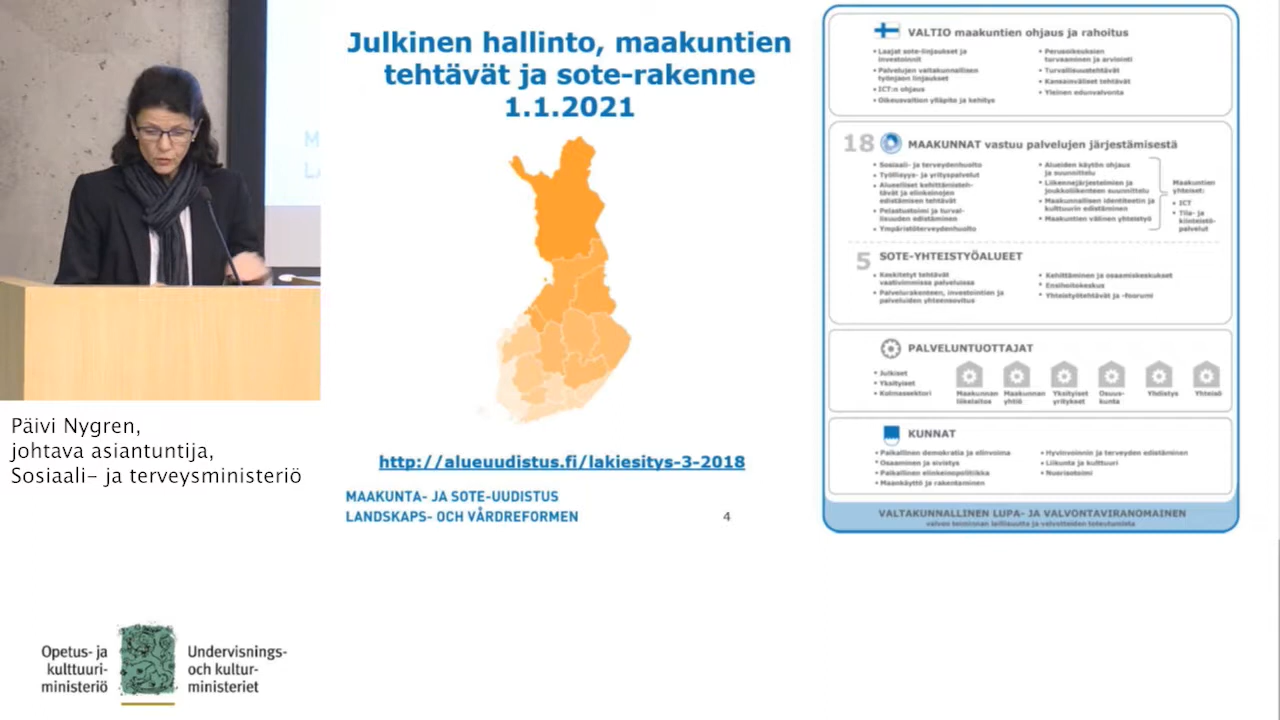 Julkinen hallinto, maakuntien
tehtävät ja sote-rakenne
1.1.2021
http://alueuudistus.fi/lakiesitys-3-2018
MAAKUNTA- JA SOTE-UUDISTUS
LANDSKAPS- OCH VÅRDREFORMEN
4
VALTIO maakuntien ohjaus ja rahoitus
• Laajat sote-linjaukset ja
investoinnit
• Palvelujen valtakunnallisen
työnjaon linjaukset
• ICT:n ohjaus
• Oikeusvaltion ylläpito ja kehitys
• Perusoikeuksien
turvaaminen ja arviointi
• Turvallisuustehtävät
• Kansainväliset tehtävät
• Yleinen edunvalvonta
18 MAAKUNNAT vastuu palvelujen järjestämisestä
• Sosiaali- ja terveydenhuolto
• Työllisyys- ja yrityspalvelut
• Alueelliset kehittämisteh-
tävät ja elinkeinojen
edistämisen tehtävät
• Pelastustoimi ja turval-
lisuuden edistäminen
• Ympäristöterveydenhuolto
• Alueiden käytön ohjaus
ja suunnittelu
• Liikennejärjestelmien ja
joukkoliikenteen suunnittelu
• Maakunnallisen identiteetin ja
kulttuurin edistäminen
• Maakuntien välinen yhteistyö
Maakuntien
yhteiset:
• ICT
• Tila- ja
kiinteistö-
palvelut
5 SOTE-YHTEISTYÖALUEET
• Keskitetyt tehtävät
vaativimmissa palveluissa
• Palvelurakenteen, investointien ja
palveluiden yhteensovitus
• Kehittäminen ja osaamiskeskukset
• Ensihoitokeskus
• Yhteistyötehtävät ja -foorumi
PALVELUNTUOTTAJAT
• Julkiset
• Yksityiset
• Kolmassektori
Maakunnan
liikelaitos
Maakunnan
yhtiö
Yksityiset
yritykset
Osuus-
kunta
Yhdistys
Yhteisö
KUNNAT
• Paikallinen demokratia ja elinvoima
• Osaaminen ja sivistys
• Paikallinen elinkeinopolitiikka
• Maankäyttö ja rakentaminen
• Hyvinvoinnin ja terveyden edistäminen
• Liikunta ja kulttuuri
• Nuorisotoimi
VALTAKUNNALLINEN LUPA- JA VALVONTAVIRANOMAINEN
Päivi Nygren,
johtava asiantuntija,
Sosiaali- ja terveysministeriö
Opetus- ja
kulttuuri-
ministeriö
Undervisnings-
och kultur-
ministeriet